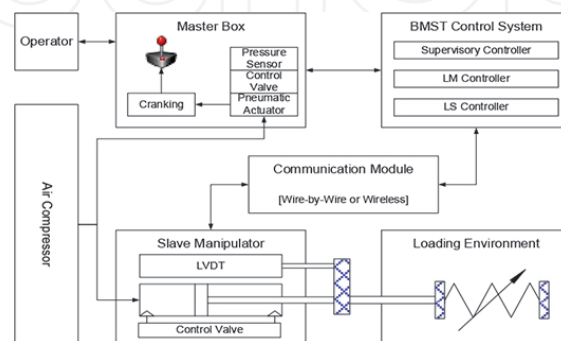 Operator
Master Box
Pressure
Sensor
Control
Valve
Pneumatic
Actuator
Cranking
BMST Control System
Supervisory Controller
LM Controller
LS Controller
Air Compressor
Communication Module
[Wire-by-Wire or Wireless]
Slave Manipulator
LVDT
Control Valve
Loading Environment